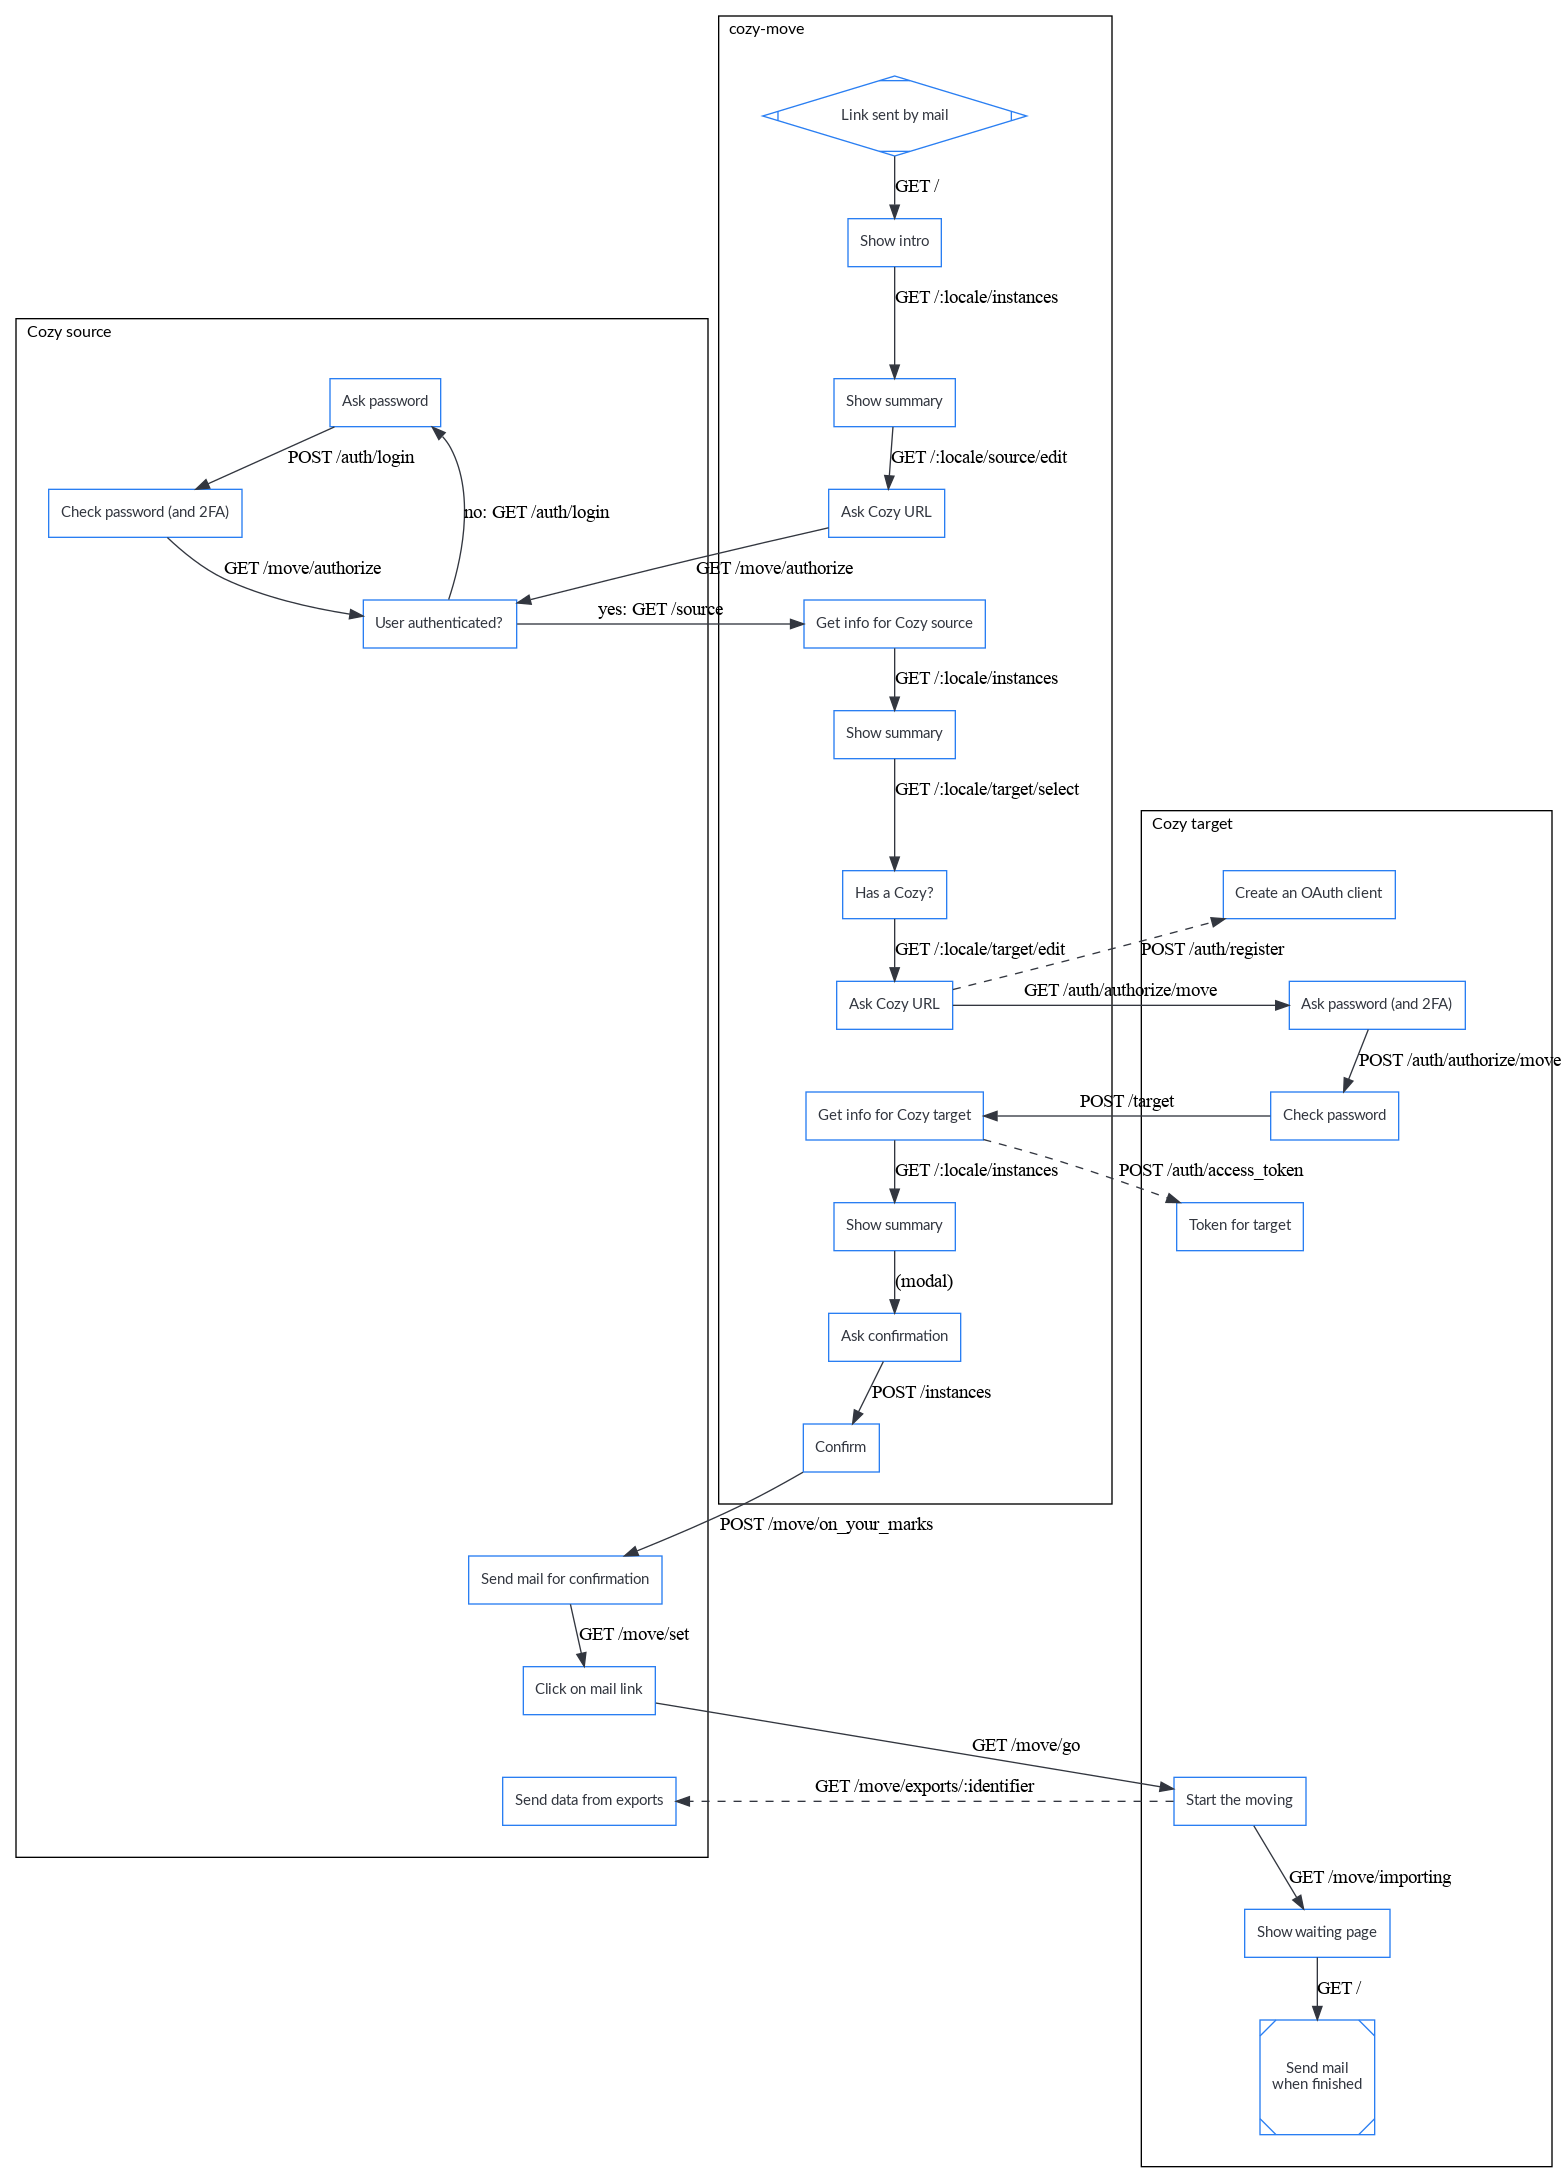 cozy-move
Link sent by mail
GET /
Show intro
GET /:locale/instances
Cozy source
Ask password
Show summary
POST /auth/login
GET /:locale/source/edit
Check password (and 2FA)
no: GET /auth/login
Ask Cozy URL
GET /move/authorize
GET /move/authorize
yes: GET /source
User authenticated?
Get info for Cozy source
GET /:locale/instances
Show summary
GET /:locale/target/select
Cozy target
Has a Cozy?
Create an OAuth client
GET /:locale/target/edit
POST /auth/register
GET /auth/authorize/move
Ask Cozy URL
Ask password (and 2FA)
POST /auth/authorize/move
POST /target
Get info for Cozy target
Check password
GET /:locale/instances
POST /auth/access_token
Show summary
Token for target
(modal)
Ask confirmation
POST /instances
Confirm
POST /move/on_your_marks
Send mail for confirmation
GET /move/set
Click on mail link
GET /move/go
GET /move/exports/:identifier
Send data from exports
Start the moving
GET /move/importing
Show waiting page
GET /
Send mail
when finished